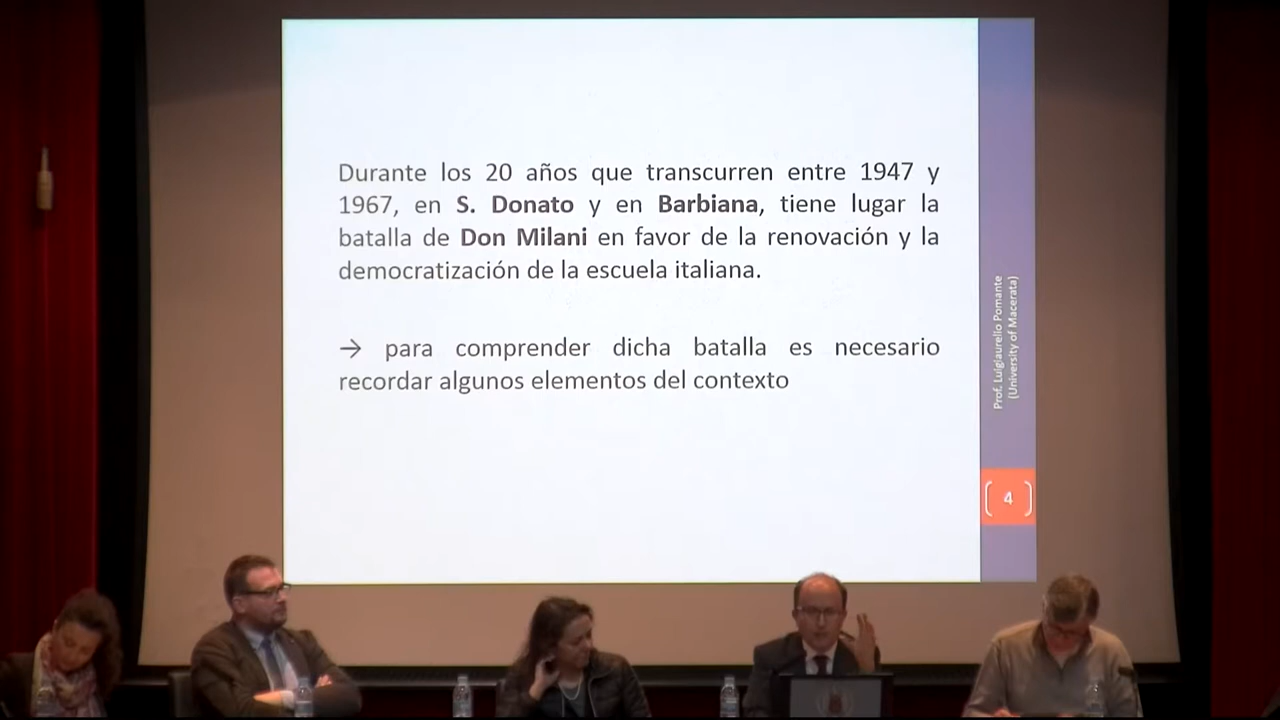 Durante los 20 años que transcurren entre 1947 y
1967, en S. Donato y en Barbiana, tiene lugar la
batalla de Don Milani en favor de la renovación y la
democratización de la escuela italiana.
→ para comprender dicha batalla es necesario
recordar algunos elementos del contexto
Prof. Luigiaurelio Pomante
(University of Macerata)
4